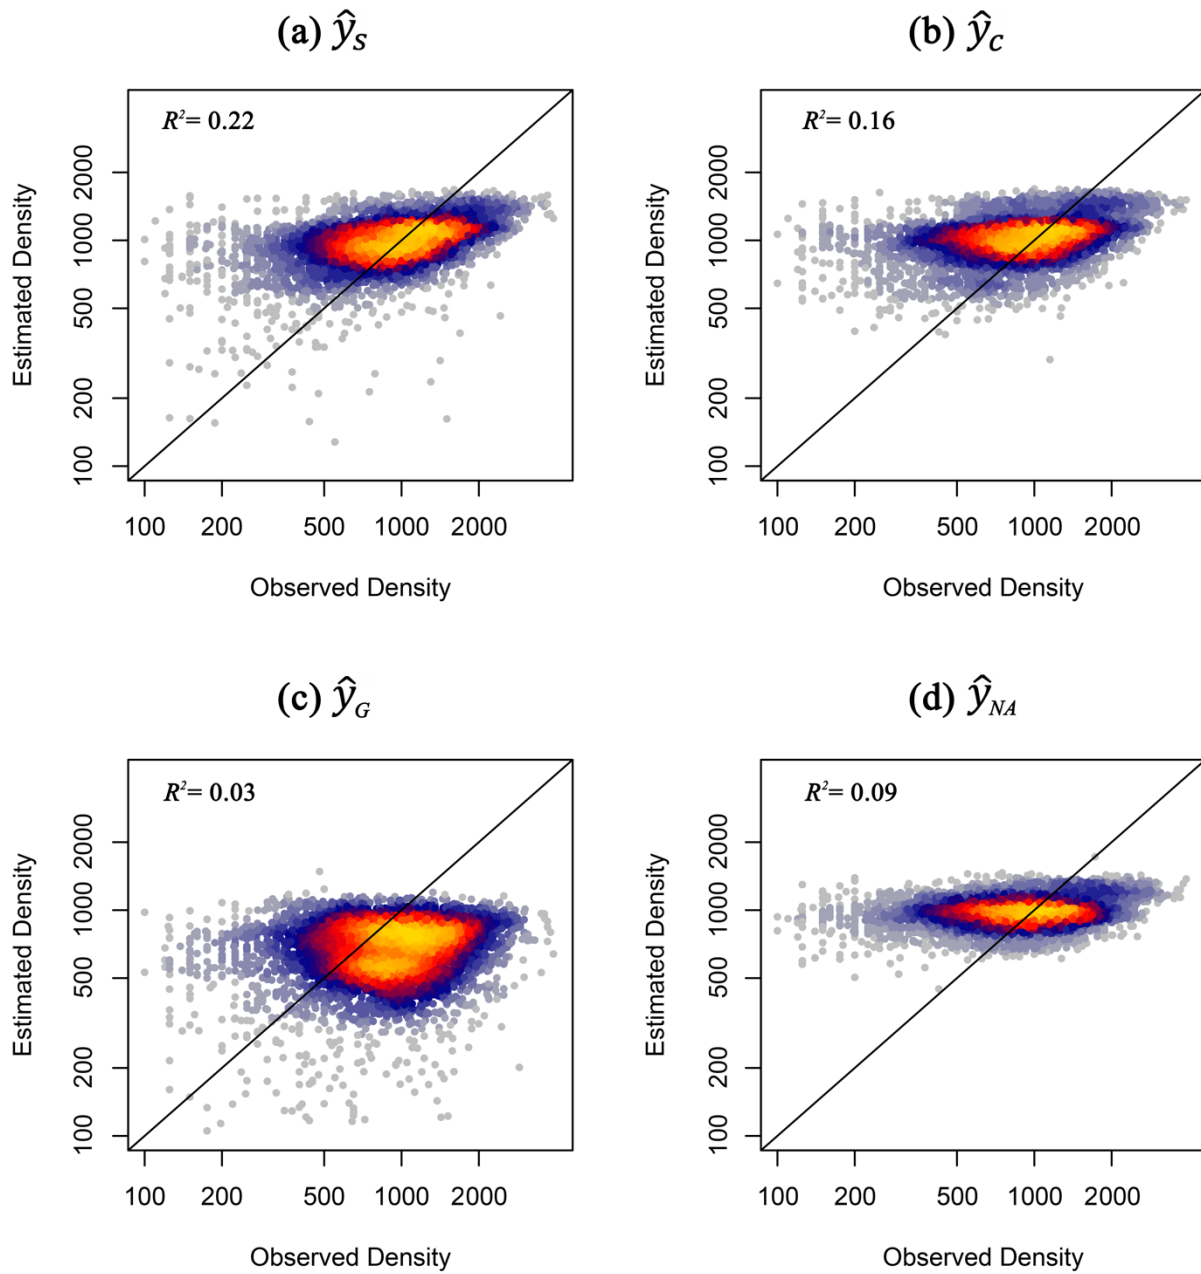 (a) ŷS
R²= 0.22
Estimated Density
2000
1000
500
200
100
100 200 500 1000 2000
Observed Density
(b) ŷC
R²= 0.16
Estimated Density
2000
1000
500
200
100
100 200 500 1000 2000
Observed Density
(c) ŷG
R²= 0.03
Estimated Density
2000
1000
500
200
100
100 200 500 1000 2000
Observed Density
(d) ŷNA
R²= 0.09
Estimated Density
2000
1000
500
200
100
100 200 500 1000 2000
Observed Density